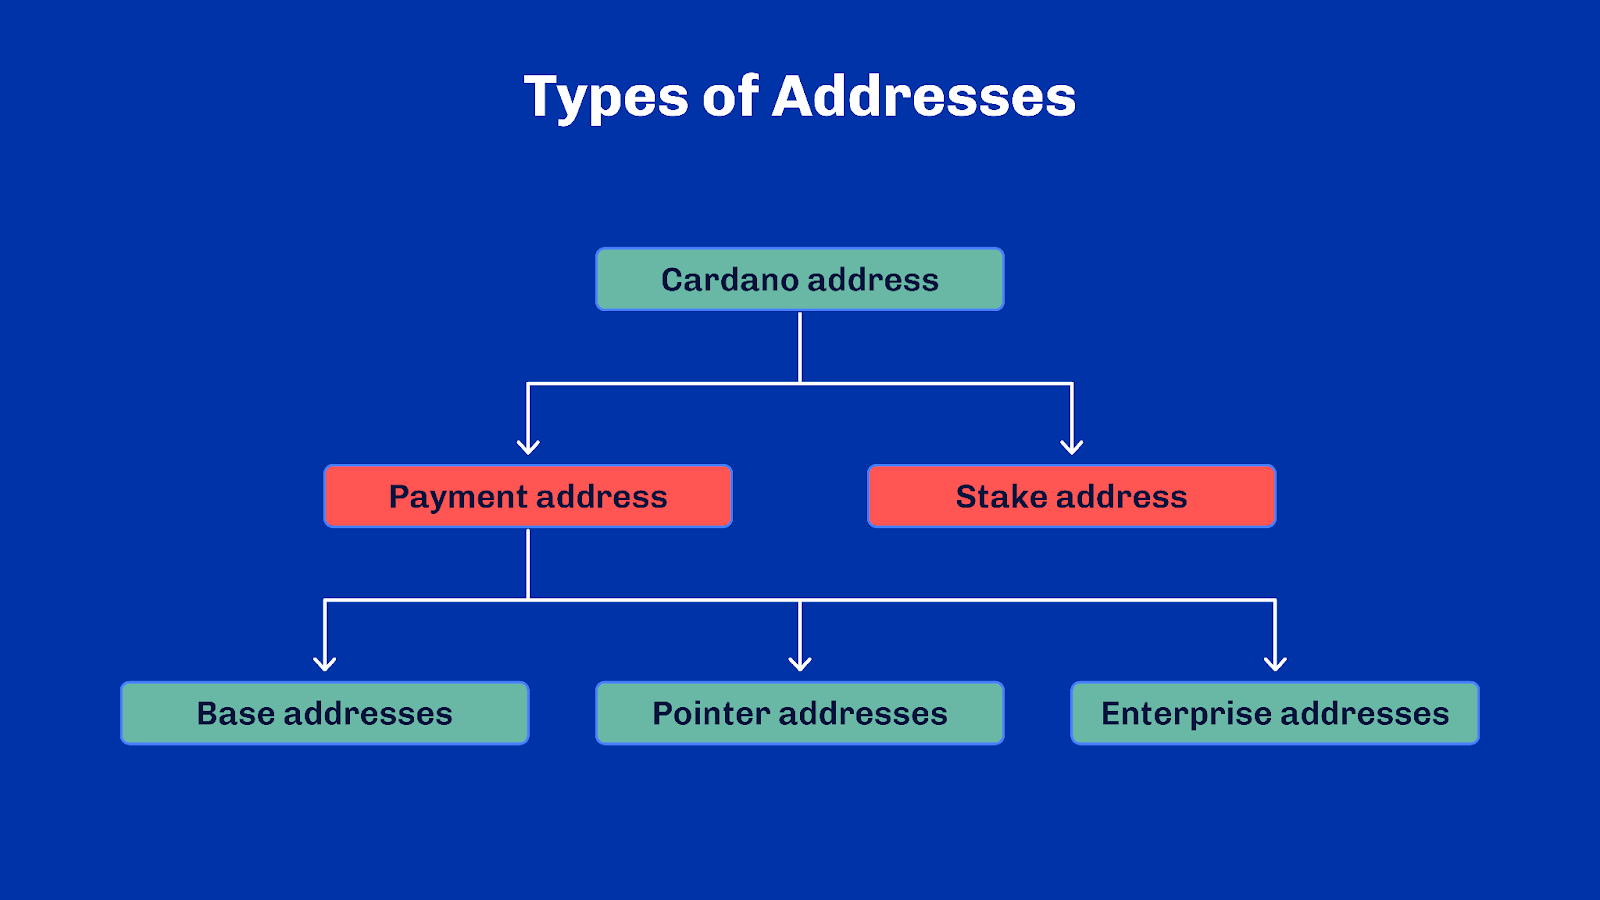 Types of Addresses
Cardano address
Payment address
Stake address
Base addresses
Pointer addresses
Enterprise addresses